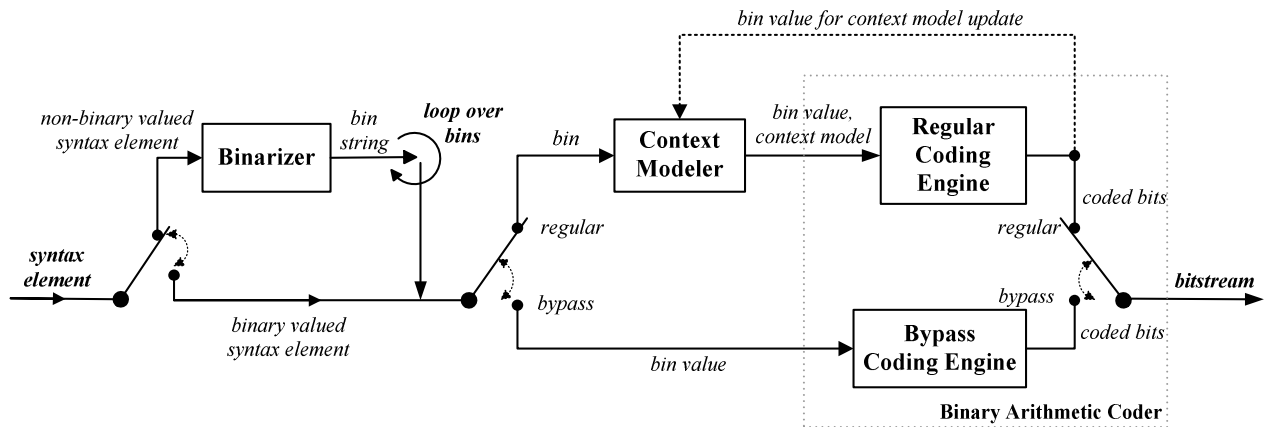 bin value for context model update
non-binary valued
syntax element
bin
string
loop over
bins
Binarizer
bin
Context
Modeler
bin value,
context model
Regular
Coding
Engine
coded bits
regular
regular
syntax
element
bypass
bypass
bitstream
binary valued
syntax element
bin value
Bypass
Coding Engine
coded bits
Binary Arithmetic Coder